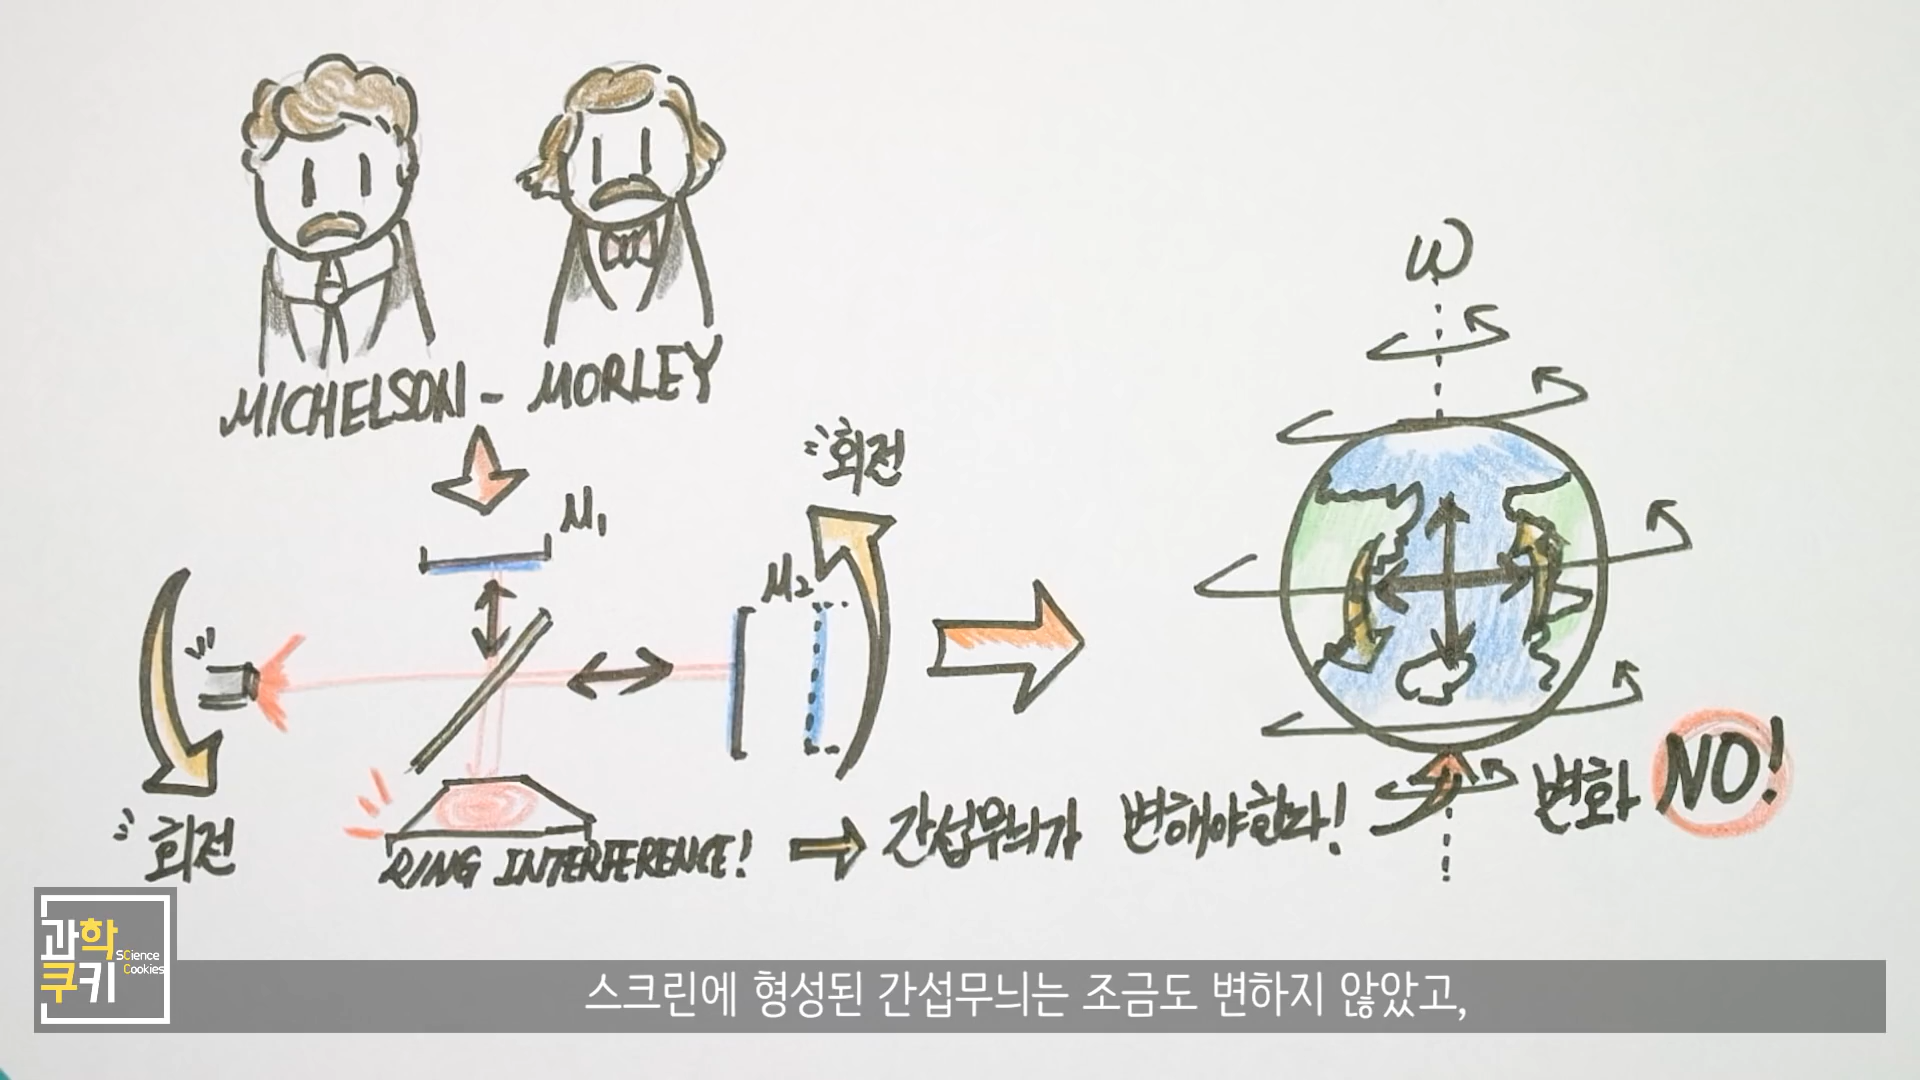 MICHELSON - MORLEY
ω
회전
M₁
M₂
회전
RING INTERFERENCE! → 간섭무늬가 변해야한다!
변화 NO!
과학쿠키
Science Cookies
스크린에 형성된 간섭무늬는 조금도 변하지 않았고,